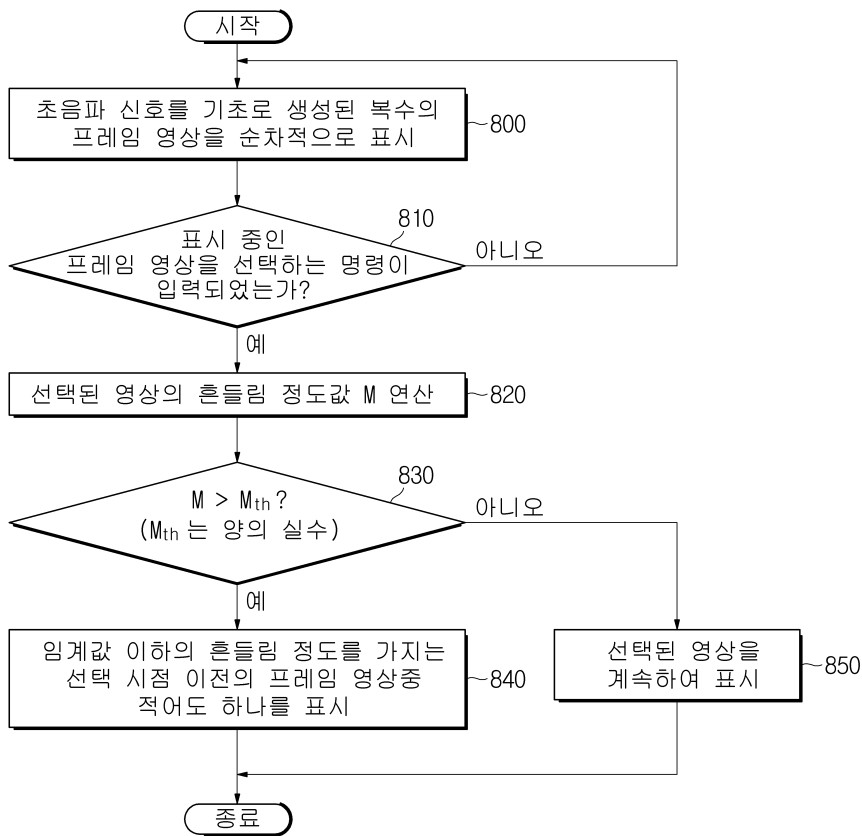 시작
초음파 신호를 기초로 생성된 복수의
프레임 영상을 순차적으로 표시
800
810
표시 중인
프레임 영상을 선택하는 명령이
입력되었는가?
아니오
예
선택된 영상의 흔들림 정도값 M 연산
820
830
M > Mth ?
(Mth 는 양의 실수)
아니오
예
임계값 이하의 흔들림 정도를 가지는
선택 시점 이전의 프레임 영상중
적어도 하나를 표시
840
선택된 영상을
계속하여 표시
850
종료